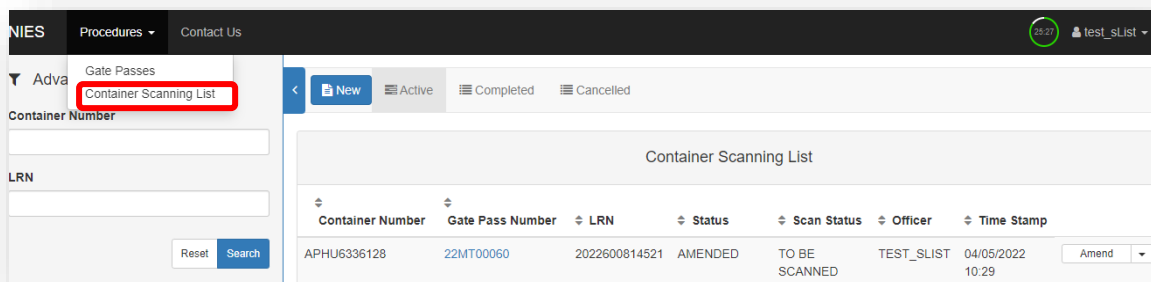 NIES Procedures Contact Us 25:27 test_sList
Gate Passes
Container Scanning List
Adva
Container Number
LRN
Reset Search
New Active Completed Cancelled
Container Scanning List
Container Number Gate Pass Number LRN Status Scan Status Officer Time Stamp
APHU6336128 22MT00060 2022600814521 AMENDED TO BE SCANNED TEST_SLIST 04/05/2022 10:29 Amend